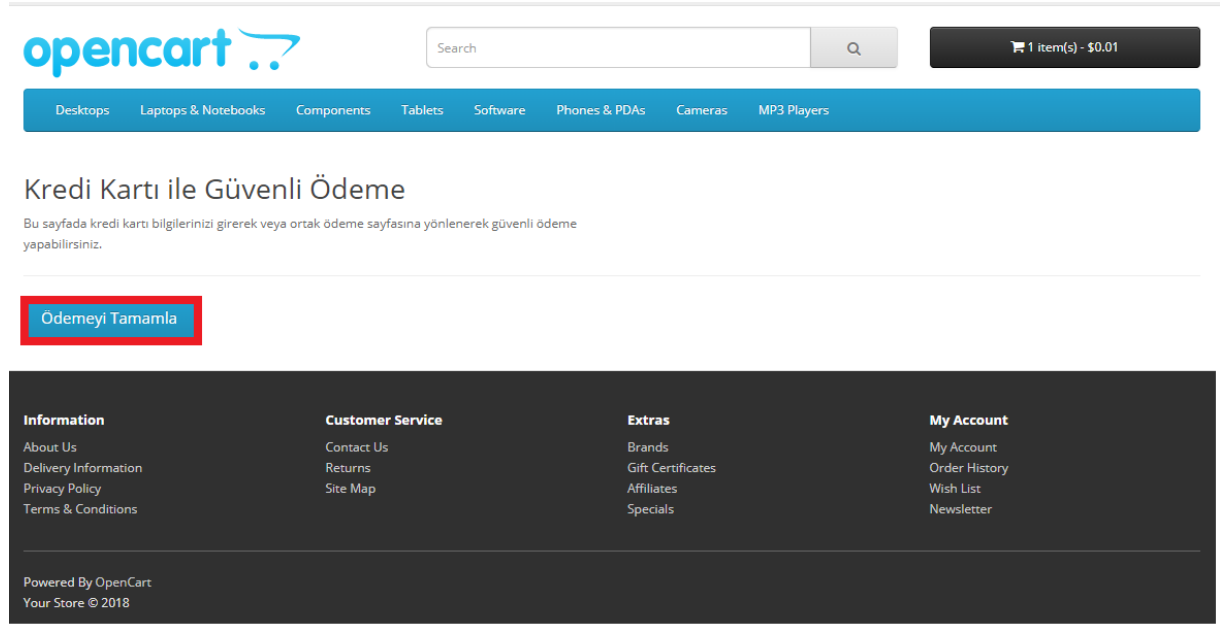 opencart
Search
1 item(s) - $0.01
Desktops Laptops & Notebooks Components Tablets Software Phones & PDAs Cameras MP3 Players
Kredi Kartı ile Güvenli Ödeme
Bu sayfada kredi kartı bilgilerinizi girerek veya ortak ödeme sayfasına yönlenerek güvenli ödeme
yapabilirsiniz.
Ödemeyi Tamamla
Information
About Us
Delivery Information
Privacy Policy
Terms & Conditions
Customer Service
Contact Us
Returns
Site Map
Extras
Brands
Gift Certificates
Affiliates
Specials
My Account
My Account
Order History
Wish List
Newsletter
Powered By OpenCart
Your Store © 2018